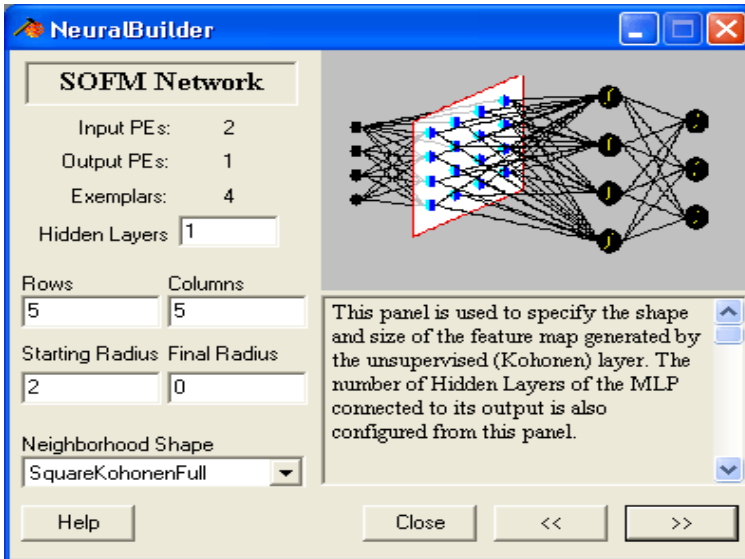 NeuralBuilder
SOFM Network
Input PEs: 2
Output PEs: 1
Exemplars: 4
Hidden Layers 1
Rows Columns
5 5
Starting Radius Final Radius
2 0
Neighborhood Shape
SquareKohonenFull
This panel is used to specify the shape
and size of the feature map generated by
the unsupervised (Kohonen) layer. The
number of Hidden Layers of the MLP
connected to its output is also
configured from this panel.
Help Close << >>